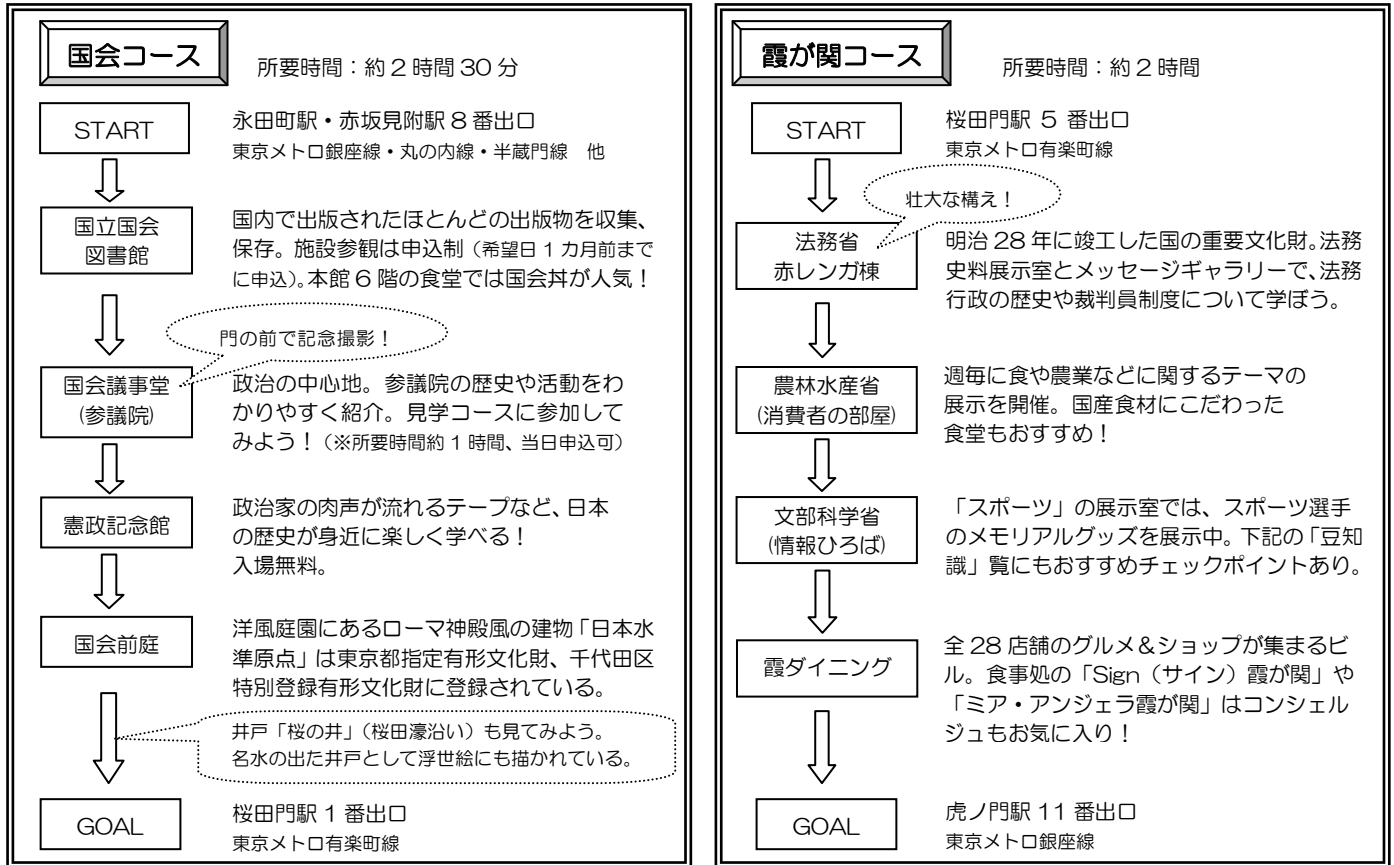 国会コース
所要時間：約2時間30分
START
永田町駅・赤坂見附駅8番出口
東京メトロ銀座線・丸の内線・半蔵門線　他
国立国会
図書館
国内で出版されたほとんどの出版物を収集、
保存。施設参観は申込制（希望日1カ月前まで
に申込）。本館6階の食堂では国会丼が人気！
門の前で記念撮影！
国会議事堂
(参議院)
政治の中心地。参議院の歴史や活動をわ
かりやすく紹介。見学コースに参加して
みよう！（※所要時間約1時間、当日申込可）
憲政記念館
政治家の肉声が流れるテープなど、日本
の歴史が身近に楽しく学べる！
入場無料。
国会前庭
洋風庭園にあるローマ神殿風の建物「日本水
準原点」は東京都指定有形文化財、千代田区
特別登録有形文化財に登録されている。
井戸「桜の井」（桜田濠沿い）も見てみよう。
名水の出た井戸として浮世絵にも描かれている。
GOAL
桜田門駅1番出口
東京メトロ有楽町線
霞が関コース
所要時間：約2時間
START
桜田門駅 5 番出口
東京メトロ有楽町線
壮大な構え！
法務省
赤レンガ棟
明治28年に竣工した国の重要文化財。法務
史料展示室とメッセージギャラリーで、法務
行政の歴史や裁判員制度について学ぼう。
農林水産省
(消費者の部屋)
週毎に食や農業などに関するテーマの
展示を開催。国産食材にこだわった
食堂もおすすめ！
文部科学省
(情報ひろば)
「スポーツ」の展示室では、スポーツ選手
のメモリアルグッズを展示中。下記の「豆知
識」覧にもおすすめチェックポイントあり。
霞ダイニング
全28店舗のグルメ＆ショップが集まるビ
ル。食事処の「Sign（サイン）霞が関」や
「ミア・アンジェラ霞が関」はコンシェル
ジュもお気に入り！
GOAL
虎ノ門駅11番出口
東京メトロ銀座線